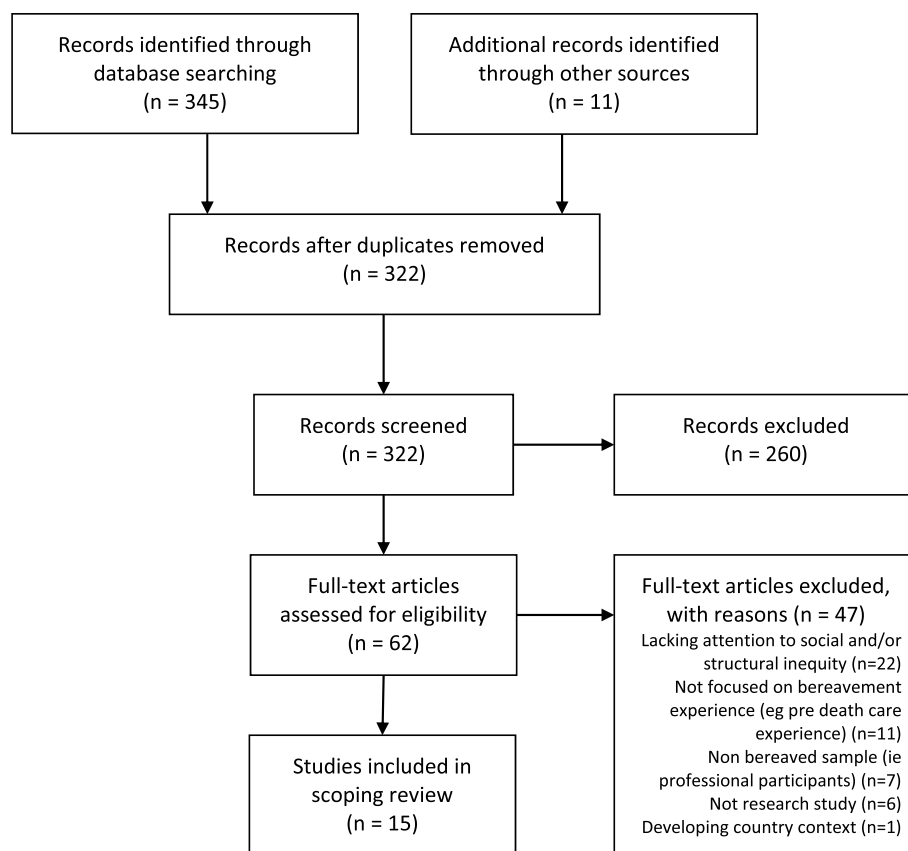 Records identified through
database searching
(n = 345)
Additional records identified
through other sources
(n = 11)
Records after duplicates removed
(n = 322)
Records screened
(n = 322)
Records excluded
(n = 260)
Full-text articles
assessed for eligibility
(n = 62)
Full-text articles excluded,
with reasons (n = 47)
Lacking attention to social and/or
structural inequity (n=22)
Not focused on bereavement
experience (eg pre death care
experience) (n=11)
Non bereaved sample (ie
professional participants) (n=7)
Not research study (n=6)
Developing country context (n=1)
Studies included in
scoping review
(n = 15)